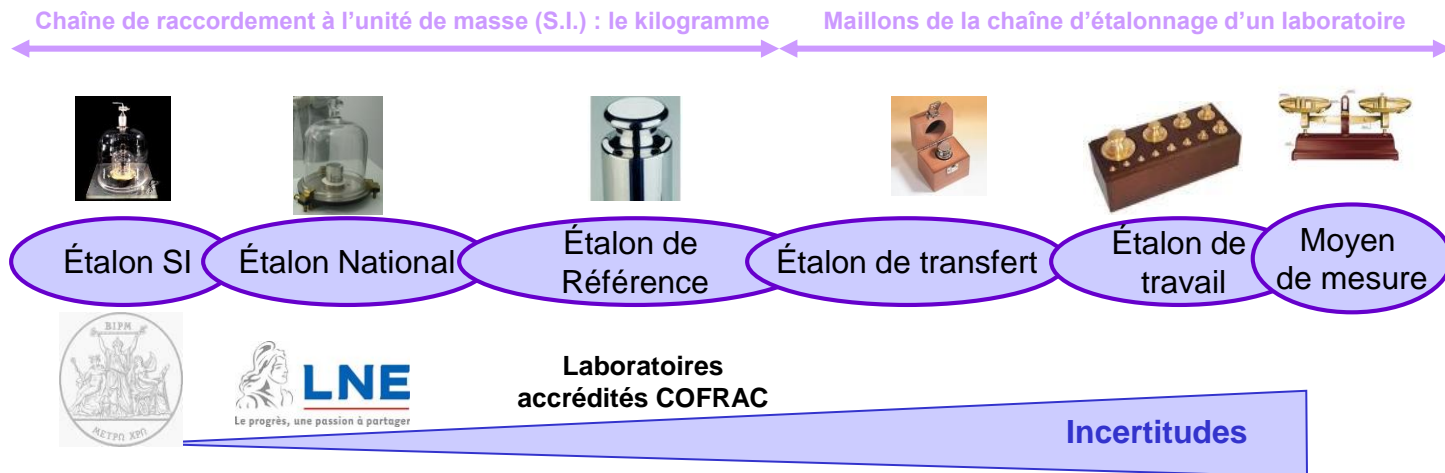 Chaîne de raccordement à l'unité de masse (S.I.) : le kilogramme
Maillons de la chaîne d'étalonnage d'un laboratoire
Étalon SI
Étalon National
Étalon de
Référence
Étalon de transfert
Étalon de
travail
Moyen
de mesure
BIPM
ΜΕΤΡΩ ΧΡΩ
LNE
Le progrès, une passion à partager
Laboratoires
accrédités COFRAC
Incertitudes